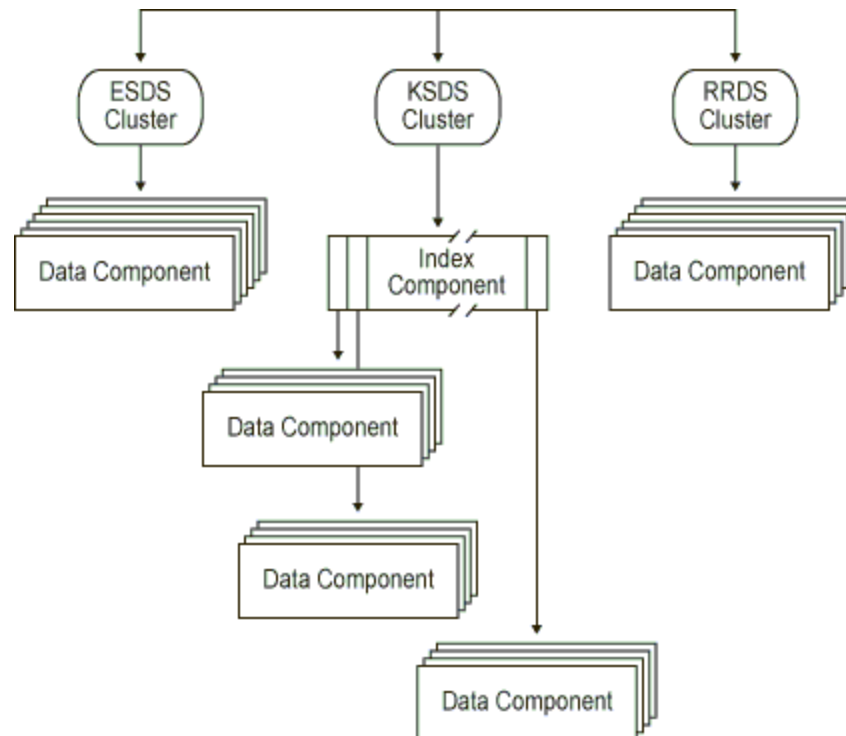 ESDS
Cluster
KSDS
Cluster
RRDS
Cluster
Data Component
Index
Component
Data Component
Data Component
Data Component
Data Component